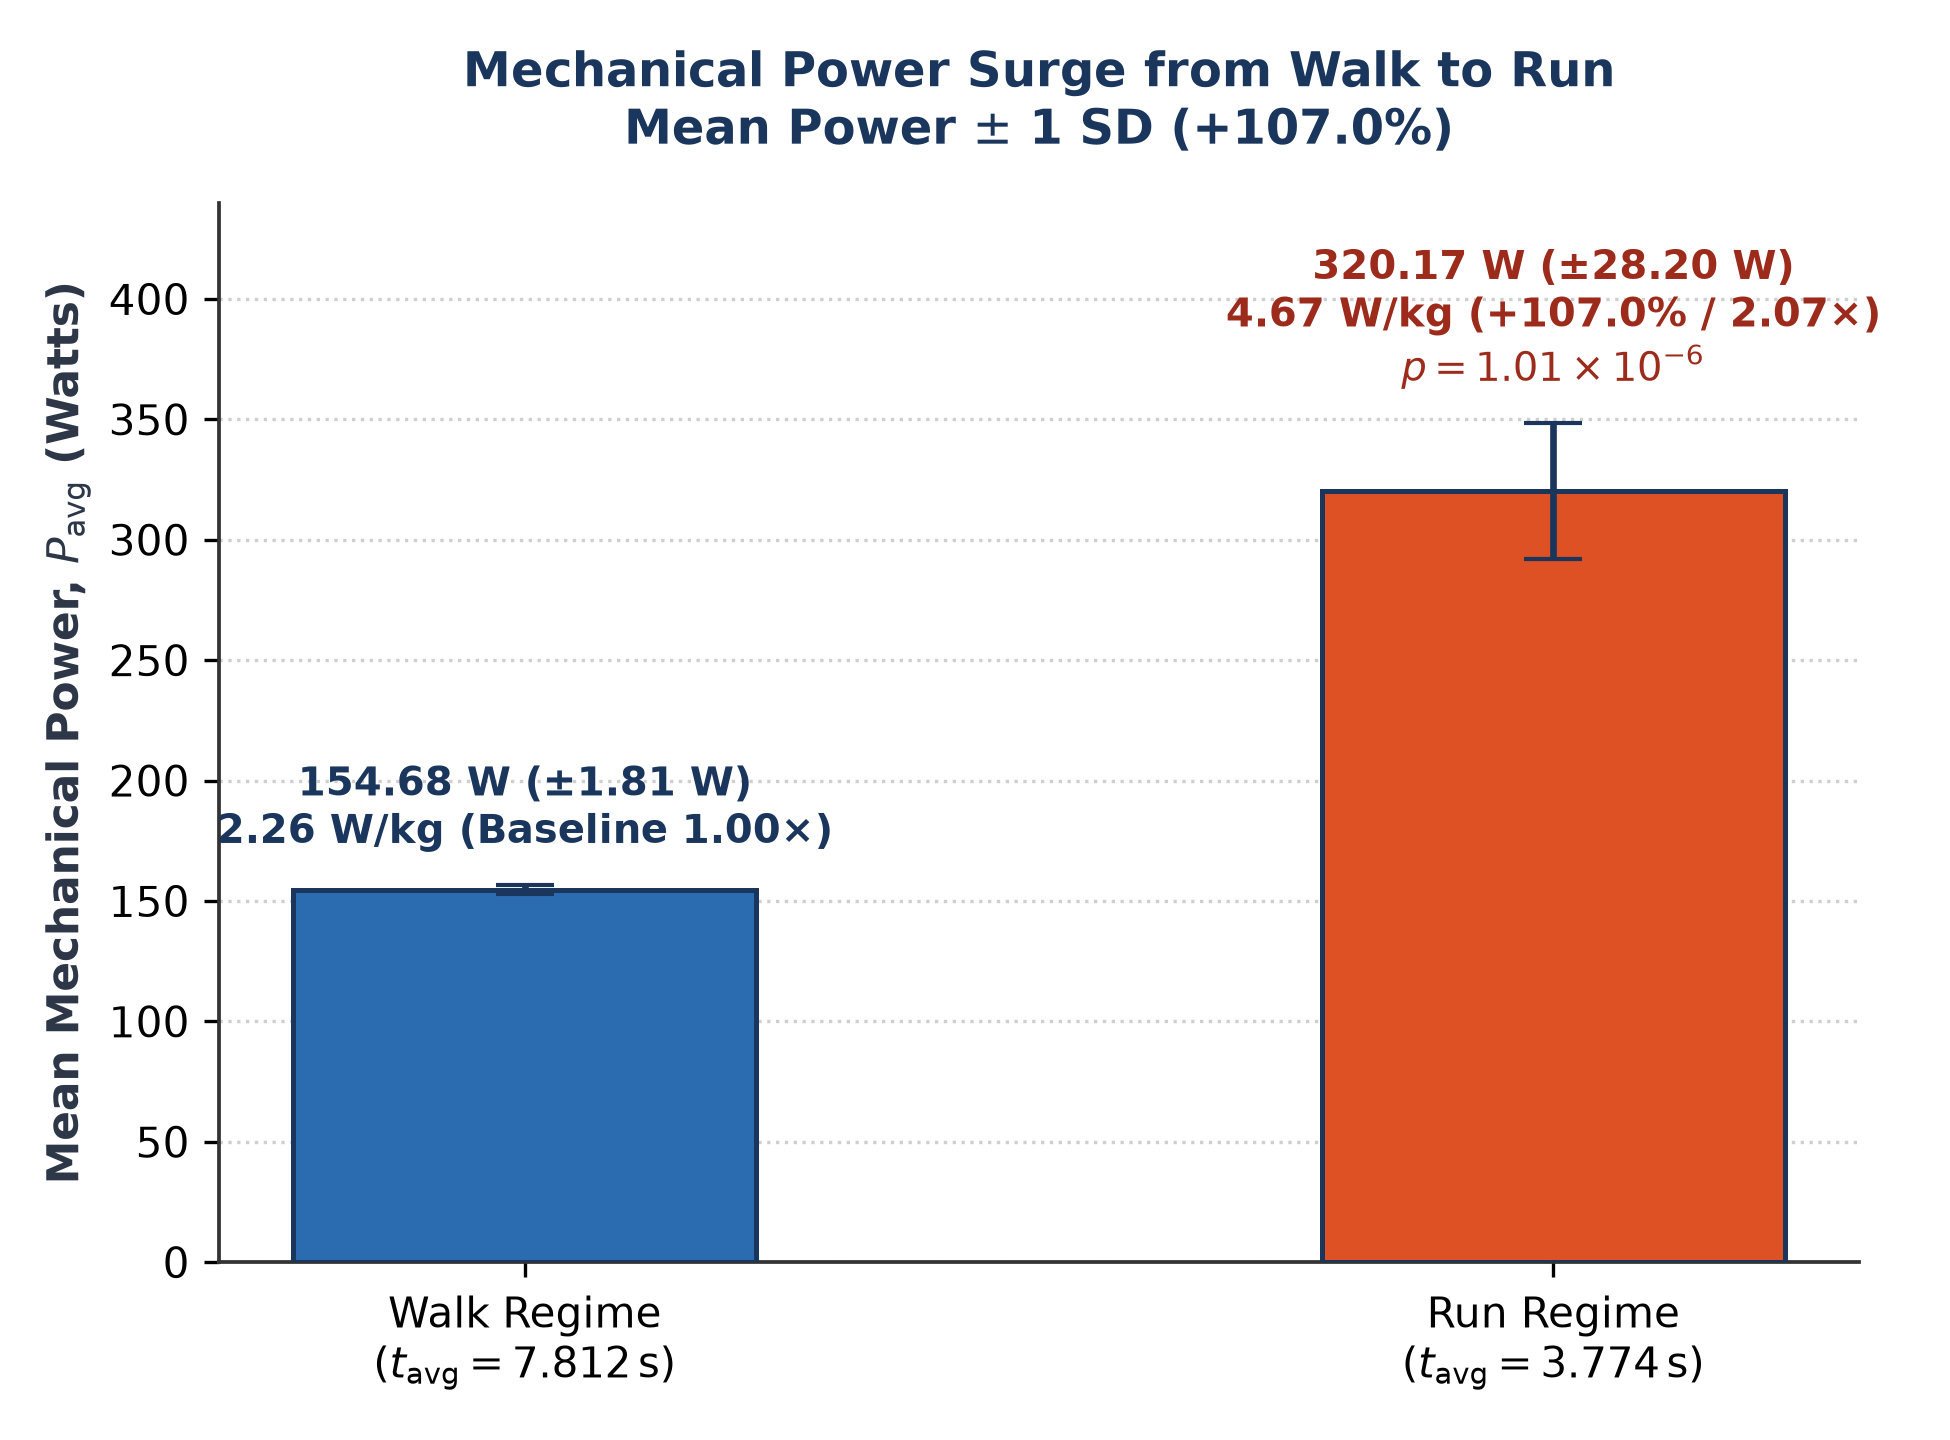 Mechanical Power Surge from Walk to Run
Mean Power ± 1 SD (+107.0%)
Mean Mechanical Power, P_avg (Watts)
400
350
300
250
200
150
100
50
0
320.17 W (±28.20 W)
4.67 W/kg (+107.0% / 2.07×)
p = 1.01 × 10⁻⁶
154.68 W (±1.81 W)
2.26 W/kg (Baseline 1.00×)
Walk Regime
(t_avg = 7.812 s)
Run Regime
(t_avg = 3.774 s)